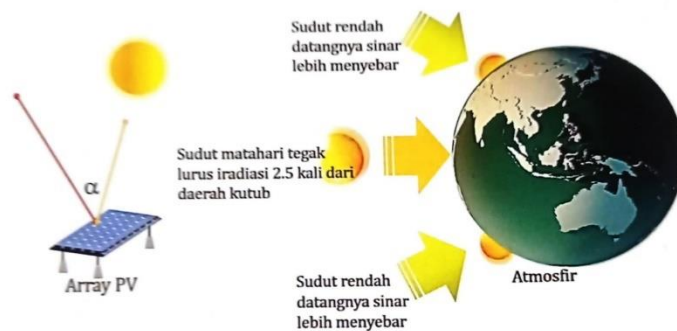 Sudut rendah
datangnya sinar
lebih menyebar
α
Sudut matahari tegak
lurus iradiasi 2.5 kali dari
daerah kutub
Array PV
Sudut rendah
datangnya sinar
lebih menyebar
Atmosfir